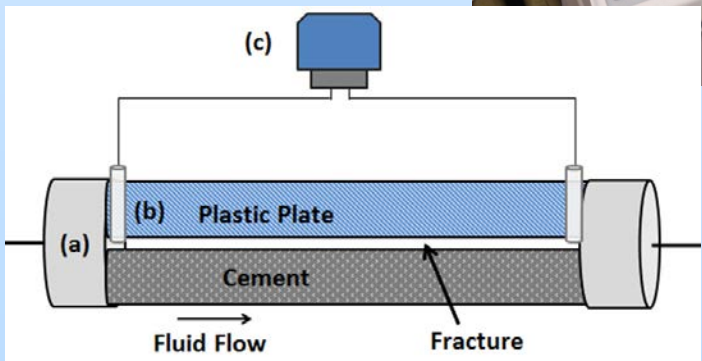 (c)
(b)
Plastic Plate
(a)
Cement
Fluid Flow
Fracture